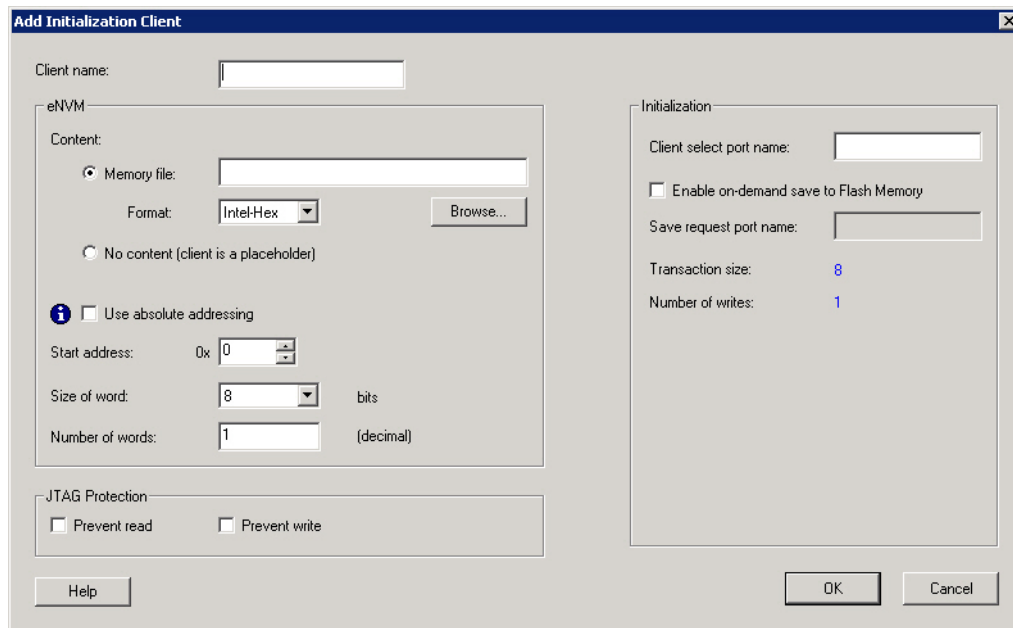 Add Initialization Client
Client name:
eNVM
Content:
Memory file:
Format: Intel-Hex Browse...
No content (client is a placeholder)
Use absolute addressing
Start address: 0x 0
Size of word: 8 bits
Number of words: 1 (decimal)
JTAG Protection
Prevent read Prevent write
Initialization
Client select port name:
Enable on-demand save to Flash Memory
Save request port name:
Transaction size: 8
Number of writes: 1
Help OK Cancel